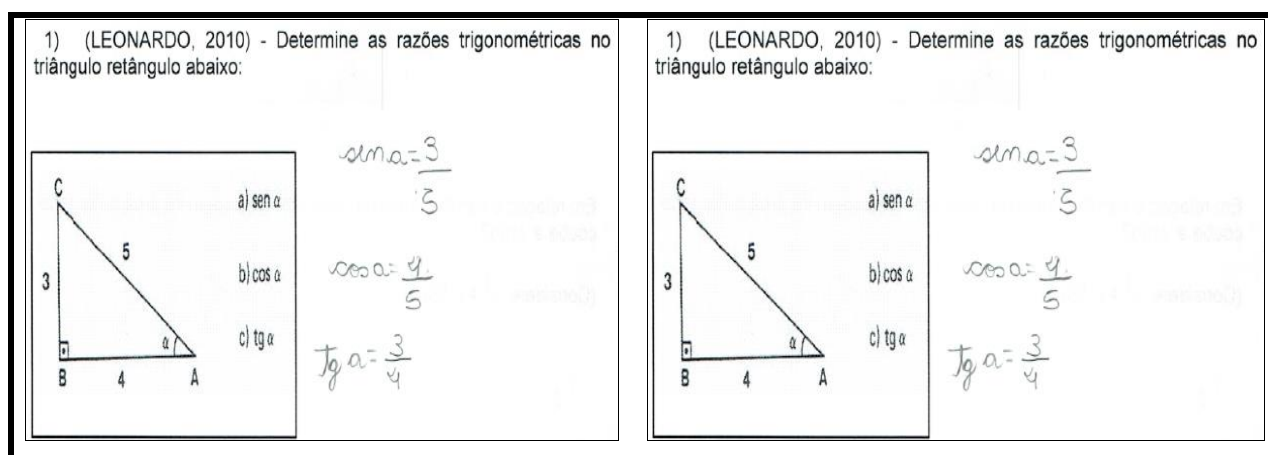 1) (LEONARDO, 2010) - Determine as razões trigonométricas no
triângulo retângulo abaixo:
sen a = 3
5
C
a) sen α
5
3
b) cos α
cos a = 4
5
α
c) tg α
tg a = 3
4
B
4
A
1) (LEONARDO, 2010) - Determine as razões trigonométricas no
triângulo retângulo abaixo:
sen a = 3
5
C
a) sen α
5
3
b) cos α
cos a = 4
5
α
c) tg α
tg a = 3
4
B
4
A